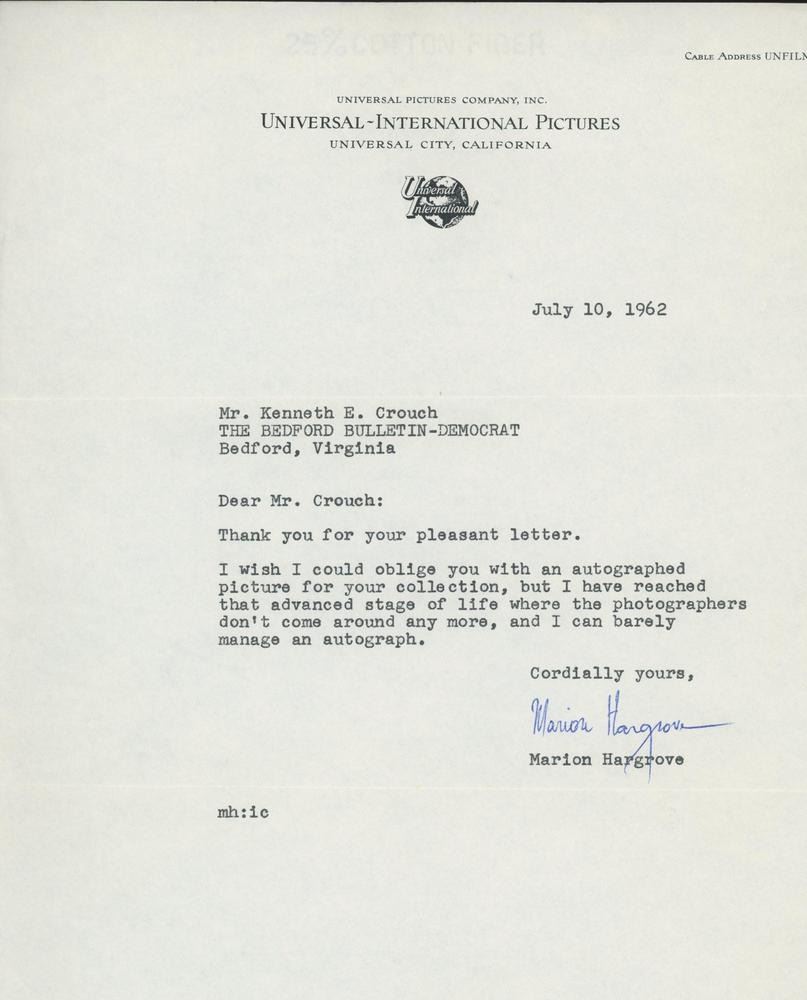 25% COTTON FIBER
CABLE ADDRESS UNFILM
UNIVERSAL PICTURES COMPANY, INC.
UNIVERSAL-INTERNATIONAL PICTURES
UNIVERSAL CITY, CALIFORNIA
Universal
International
July 10, 1962
Mr. Kenneth E. Crouch
THE BEDFORD BULLETIN-DEMOCRAT
Bedford, Virginia
Dear Mr. Crouch:
Thank you for your pleasant letter.
I wish I could oblige you with an autographed
picture for your collection, but I have reached
that advanced stage of life where the photographers
don't come around any more, and I can barely
manage an autograph.
Cordially yours,
Marion Hargrove
Marion Hargrove
mh:ic